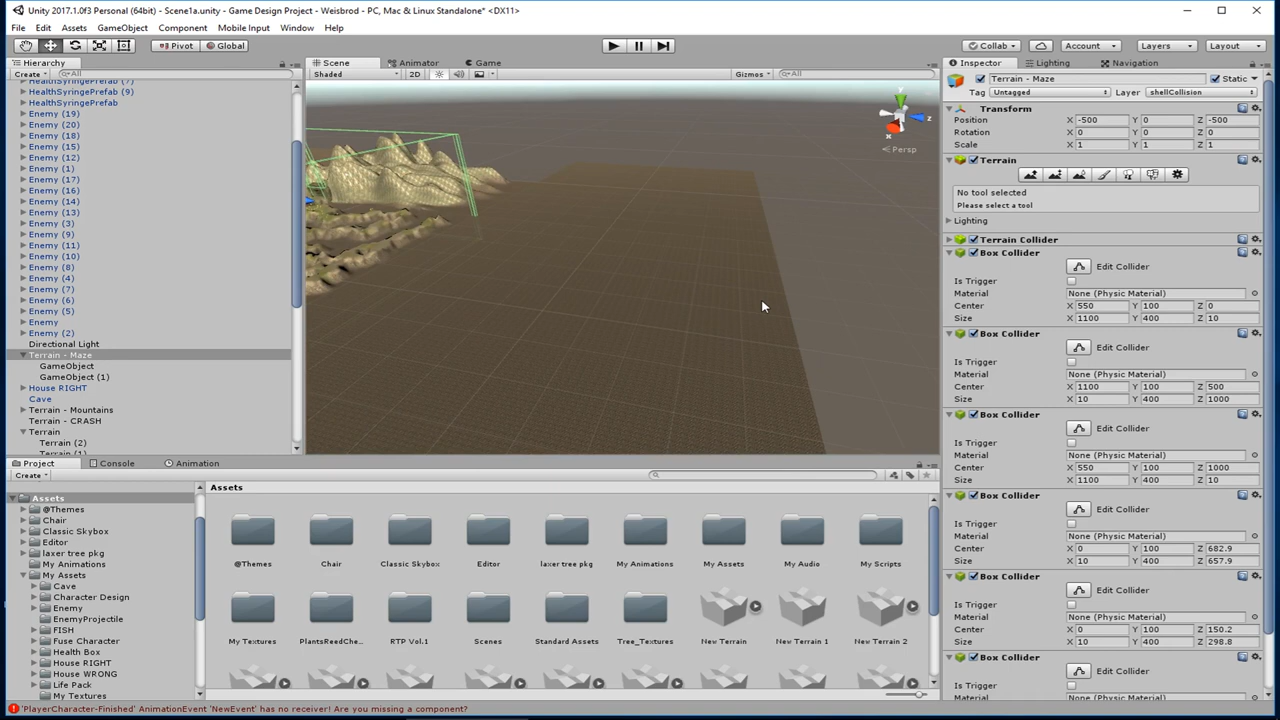 Unity 2017.1.0f3 Personal (64bit) - Scene1a.unity - Game Design Project - Weisbrod - PC, Mac & Linux Standalone* <DX11>
File Edit Assets GameObject Component Mobile Input Window Help
Pivot Global Collab Account Layers Layout
Hierarchy
Create All
HealthSyringePrefab (7)
HealthSyringePrefab (9)
HealthSyringePrefab
Enemy (19)
Enemy (20)
Enemy (18)
Enemy (15)
Enemy (12)
Enemy (1)
Enemy (17)
Enemy (16)
Enemy (14)
Enemy (13)
Enemy (3)
Enemy (9)
Enemy (11)
Enemy (10)
Enemy (8)
Enemy (4)
Enemy (7)
Enemy (6)
Enemy (5)
Enemy
Enemy (2)
Directional Light
Terrain - Maze
GameObject
GameObject (1)
House RIGHT
Cave
Terrain - Mountains
Terrain - CRASH
Terrain
Terrain (2)
Terrain (1)
Scene Animator Game
Shaded 2D Gizmos All
y
z
x
Persp
Inspector Lighting Navigation
Terrain - Maze Static
Tag Untagged Layer shellCollision
Transform
Position X -500 Y 0 Z -500
Rotation X 0 Y 0 Z 0
Scale X 1 Y 1 Z 1
Terrain
No tool selected
Please select a tool
Lighting
Terrain Collider
Box Collider
Edit Collider
Is Trigger
Material None (Physic Material)
Center X 550 Y 100 Z 0
Size X 1100 Y 400 Z 10
Box Collider
Edit Collider
Is Trigger
Material None (Physic Material)
Center X 1100 Y 100 Z 500
Size X 10 Y 400 Z 1000
Box Collider
Edit Collider
Is Trigger
Material None (Physic Material)
Center X 550 Y 100 Z 1000
Size X 1100 Y 400 Z 10
Box Collider
Edit Collider
Is Trigger
Material None (Physic Material)
Center X 0 Y 100 Z 682.9
Size X 10 Y 400 Z 657.9
Box Collider
Edit Collider
Is Trigger
Material None (Physic Material)
Center X 0 Y 100 Z 150.2
Size X 10 Y 400 Z 298.8
Box Collider
Edit Collider
Is Trigger
Material None (Physic Material)
Project Console Animation
Create
Assets
@Themes
Chair
Classic Skybox
Editor
laxer tree pkg
My Animations
My Assets
Cave
Character Design
Enemy
EnemyProjectile
FISH
Fuse Character
Health Box
House RIGHT
House WRONG
Life Pack
My Textures
Assets
@Themes Chair Classic Skybox Editor laxer tree pkg My Animations My Assets My Audio My Scripts
My Textures PlantsReedChe... RTP Vol.1 Scenes Standard Assets Tree_Textures New Terrain New Terrain 1 New Terrain 2
'PlayerCharacter-Finished' AnimationEvent 'NewEvent' has no receiver! Are you missing a component?